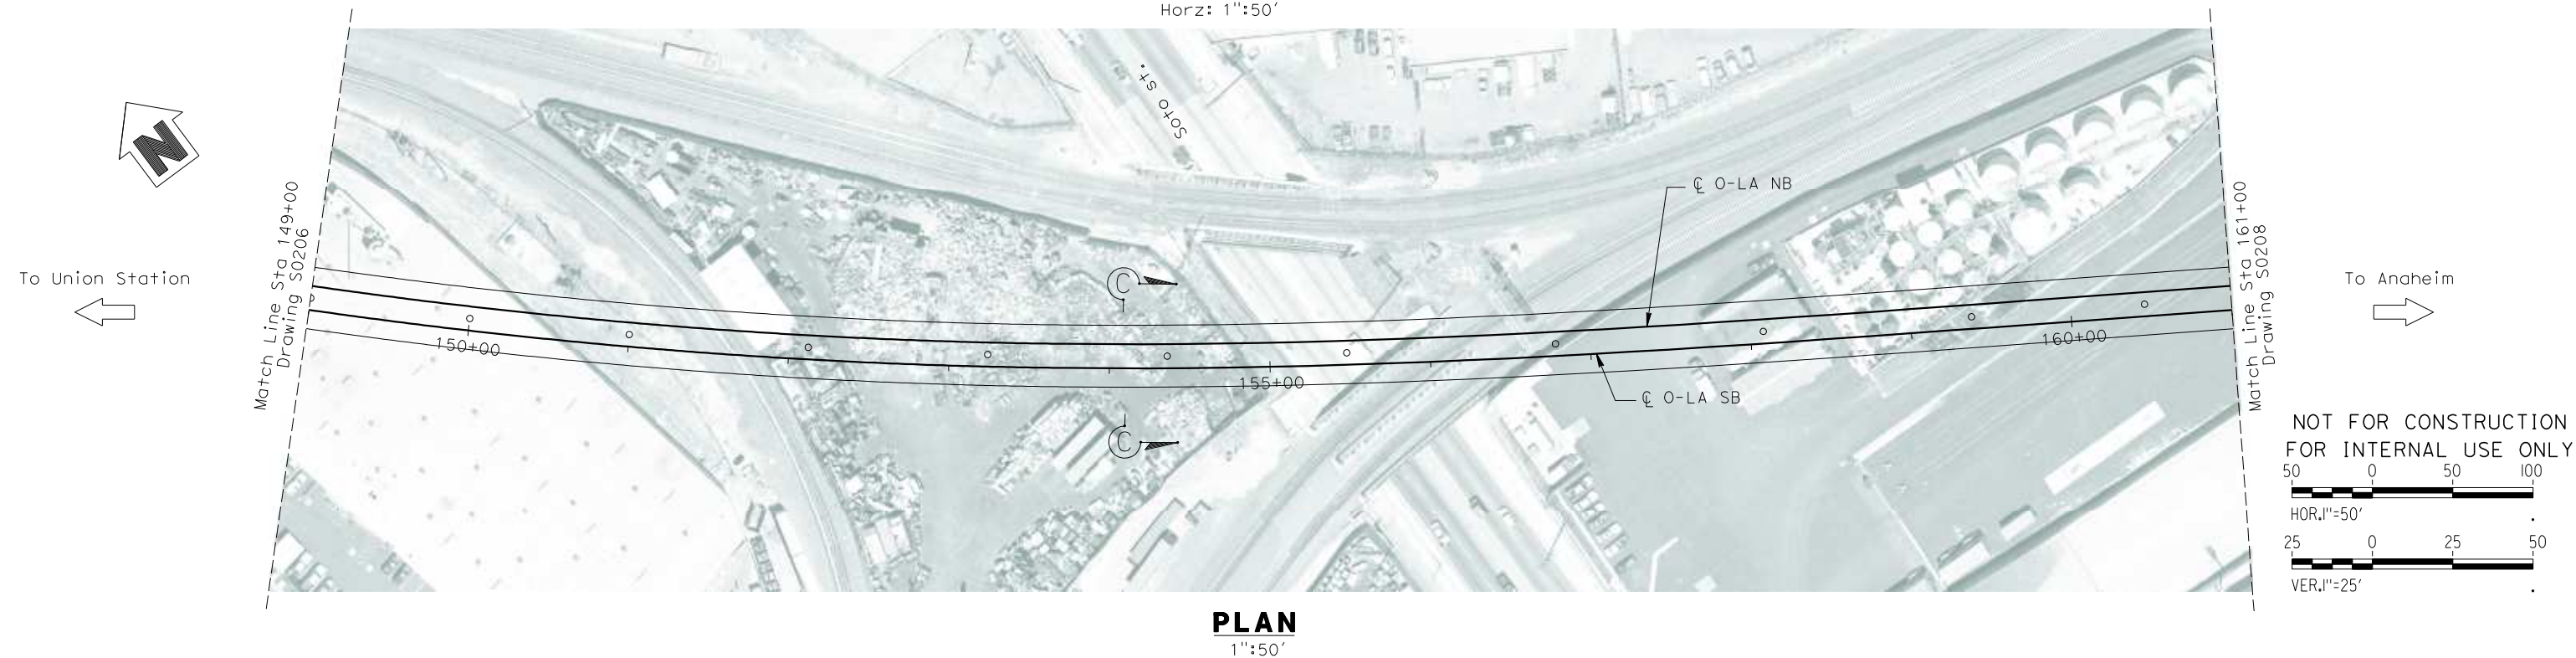 Horz: 1":50'
Soto st.
N
℄ O-LA NB
Match Line Sta 149+00
Drawing S0206
Match Line Sta 161+00
Drawing S0208
To Union Station
To Anaheim
C
150+00
155+00
160+00
℄ O-LA SB
C
NOT FOR CONSTRUCTION
FOR INTERNAL USE ONLY
50 0 50 100
HOR.1"=50'
25 0 25 50
VER.1"=25'
PLAN
1":50'